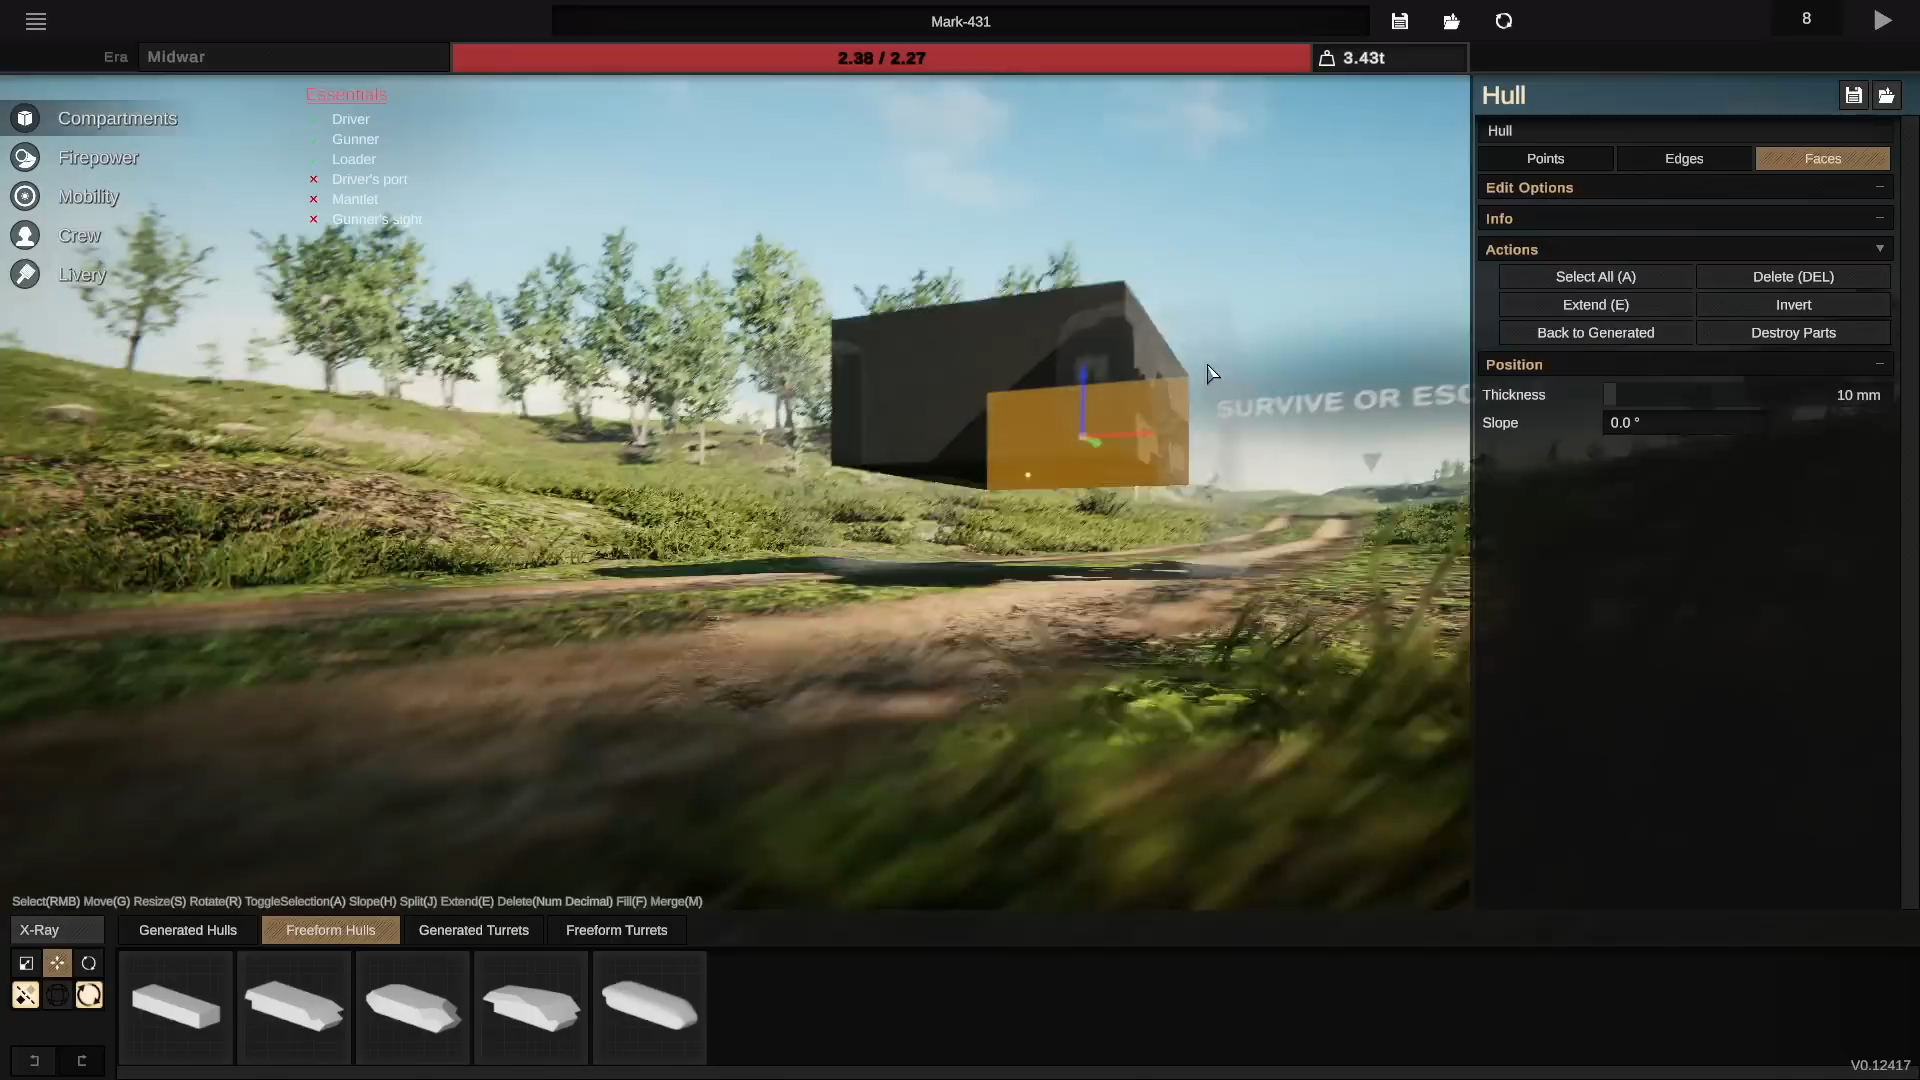 Mark-431
8
Era
Midwar
2.38 / 2.27
3.43t
Essentials
Driver
Gunner
Loader
Driver's port
Mantlet
Gunner's sight
Compartments
Firepower
Mobility
Crew
Livery
Hull
Hull
Points
Edges
Faces
Edit Options
Info
Actions
Select All (A)
Delete (DEL)
Extend (E)
Invert
Back to Generated
Destroy Parts
Position
Thickness
10 mm
Slope
0.0 °
SURVIVE OR ESC
Select(RMB) Move(G) Resize(S) Rotate(R) ToggleSelection(A) Slope(H) Split(J) Extend(E) Delete(Num Decimal) Fill(F) Merge(M)
X-Ray
Generated Hulls
Freeform Hulls
Generated Turrets
Freeform Turrets
V0.12417